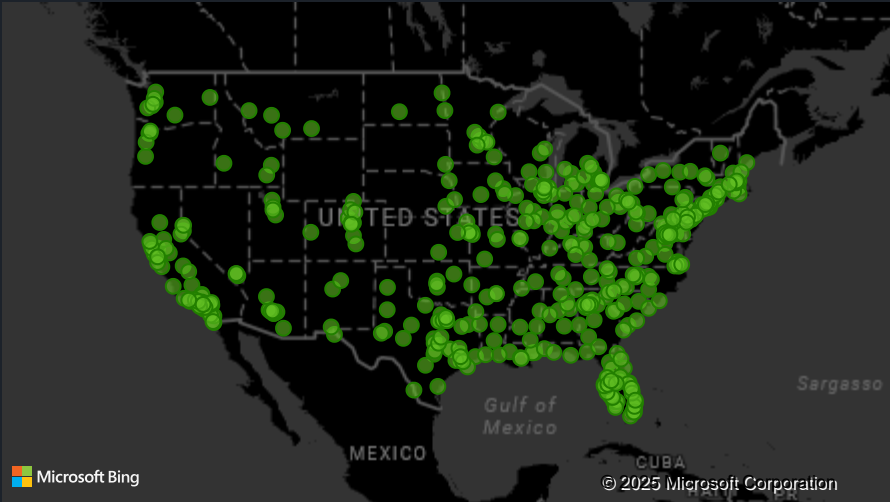 UNITED STATES
Sargasso
Gulf of
Mexico
MEXICO
CUBA
Microsoft Bing
© 2025 Microsoft Corporation